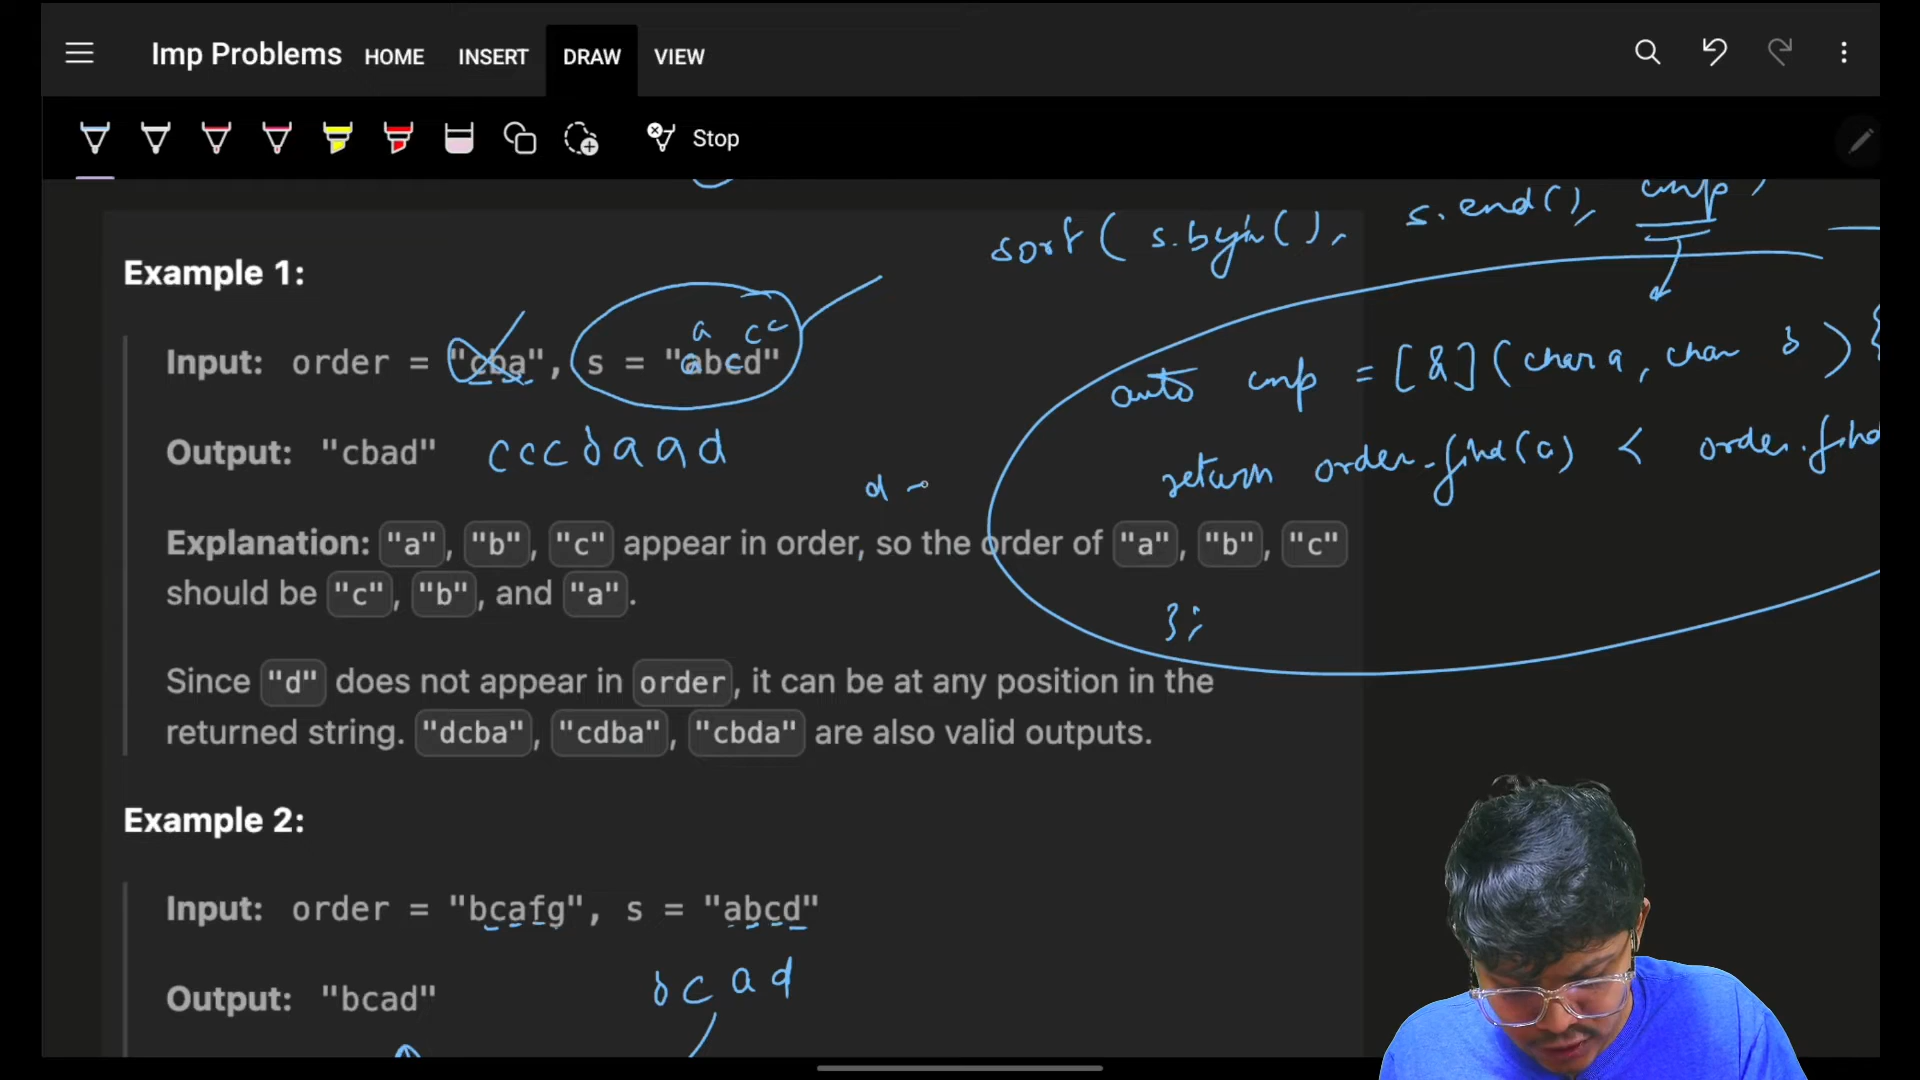 Imp Problems HOME INSERT DRAW VIEW
Stop
sort( s.begin(), s.end(), cmp )
Example 1:
a cc
Input: order = "cba", s = "abcd"
auto cmp = [&](char a, char b) {
Output: "cbad" cccbaad
return order.find(a) < order.find
d -
Explanation: "a", "b", "c" appear in order, so the order of "a", "b", "c"
should be "c", "b", and "a".
};
Since "d" does not appear in order, it can be at any position in the
returned string. "dcba", "cdba", "cbda" are also valid outputs.
Example 2:
Input: order = "bcafg", s = "abcd"
Output: "bcad" bcad